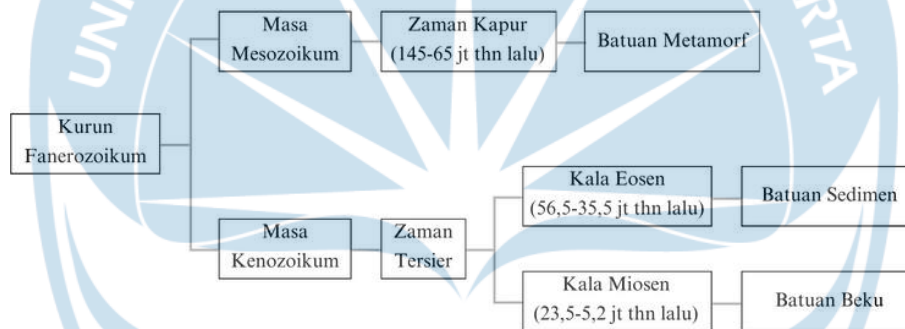 UNI
RTA
Masa
Mesozoikum
Zaman Kapur
(145-65 jt thn lalu)
Batuan Metamorf
Kurun
Fanerozoikum
Kala Eosen
(56,5-35,5 jt thn lalu)
Batuan Sedimen
Masa
Kenozoikum
Zaman
Tersier
Kala Miosen
(23,5-5,2 jt thn lalu)
Batuan Beku